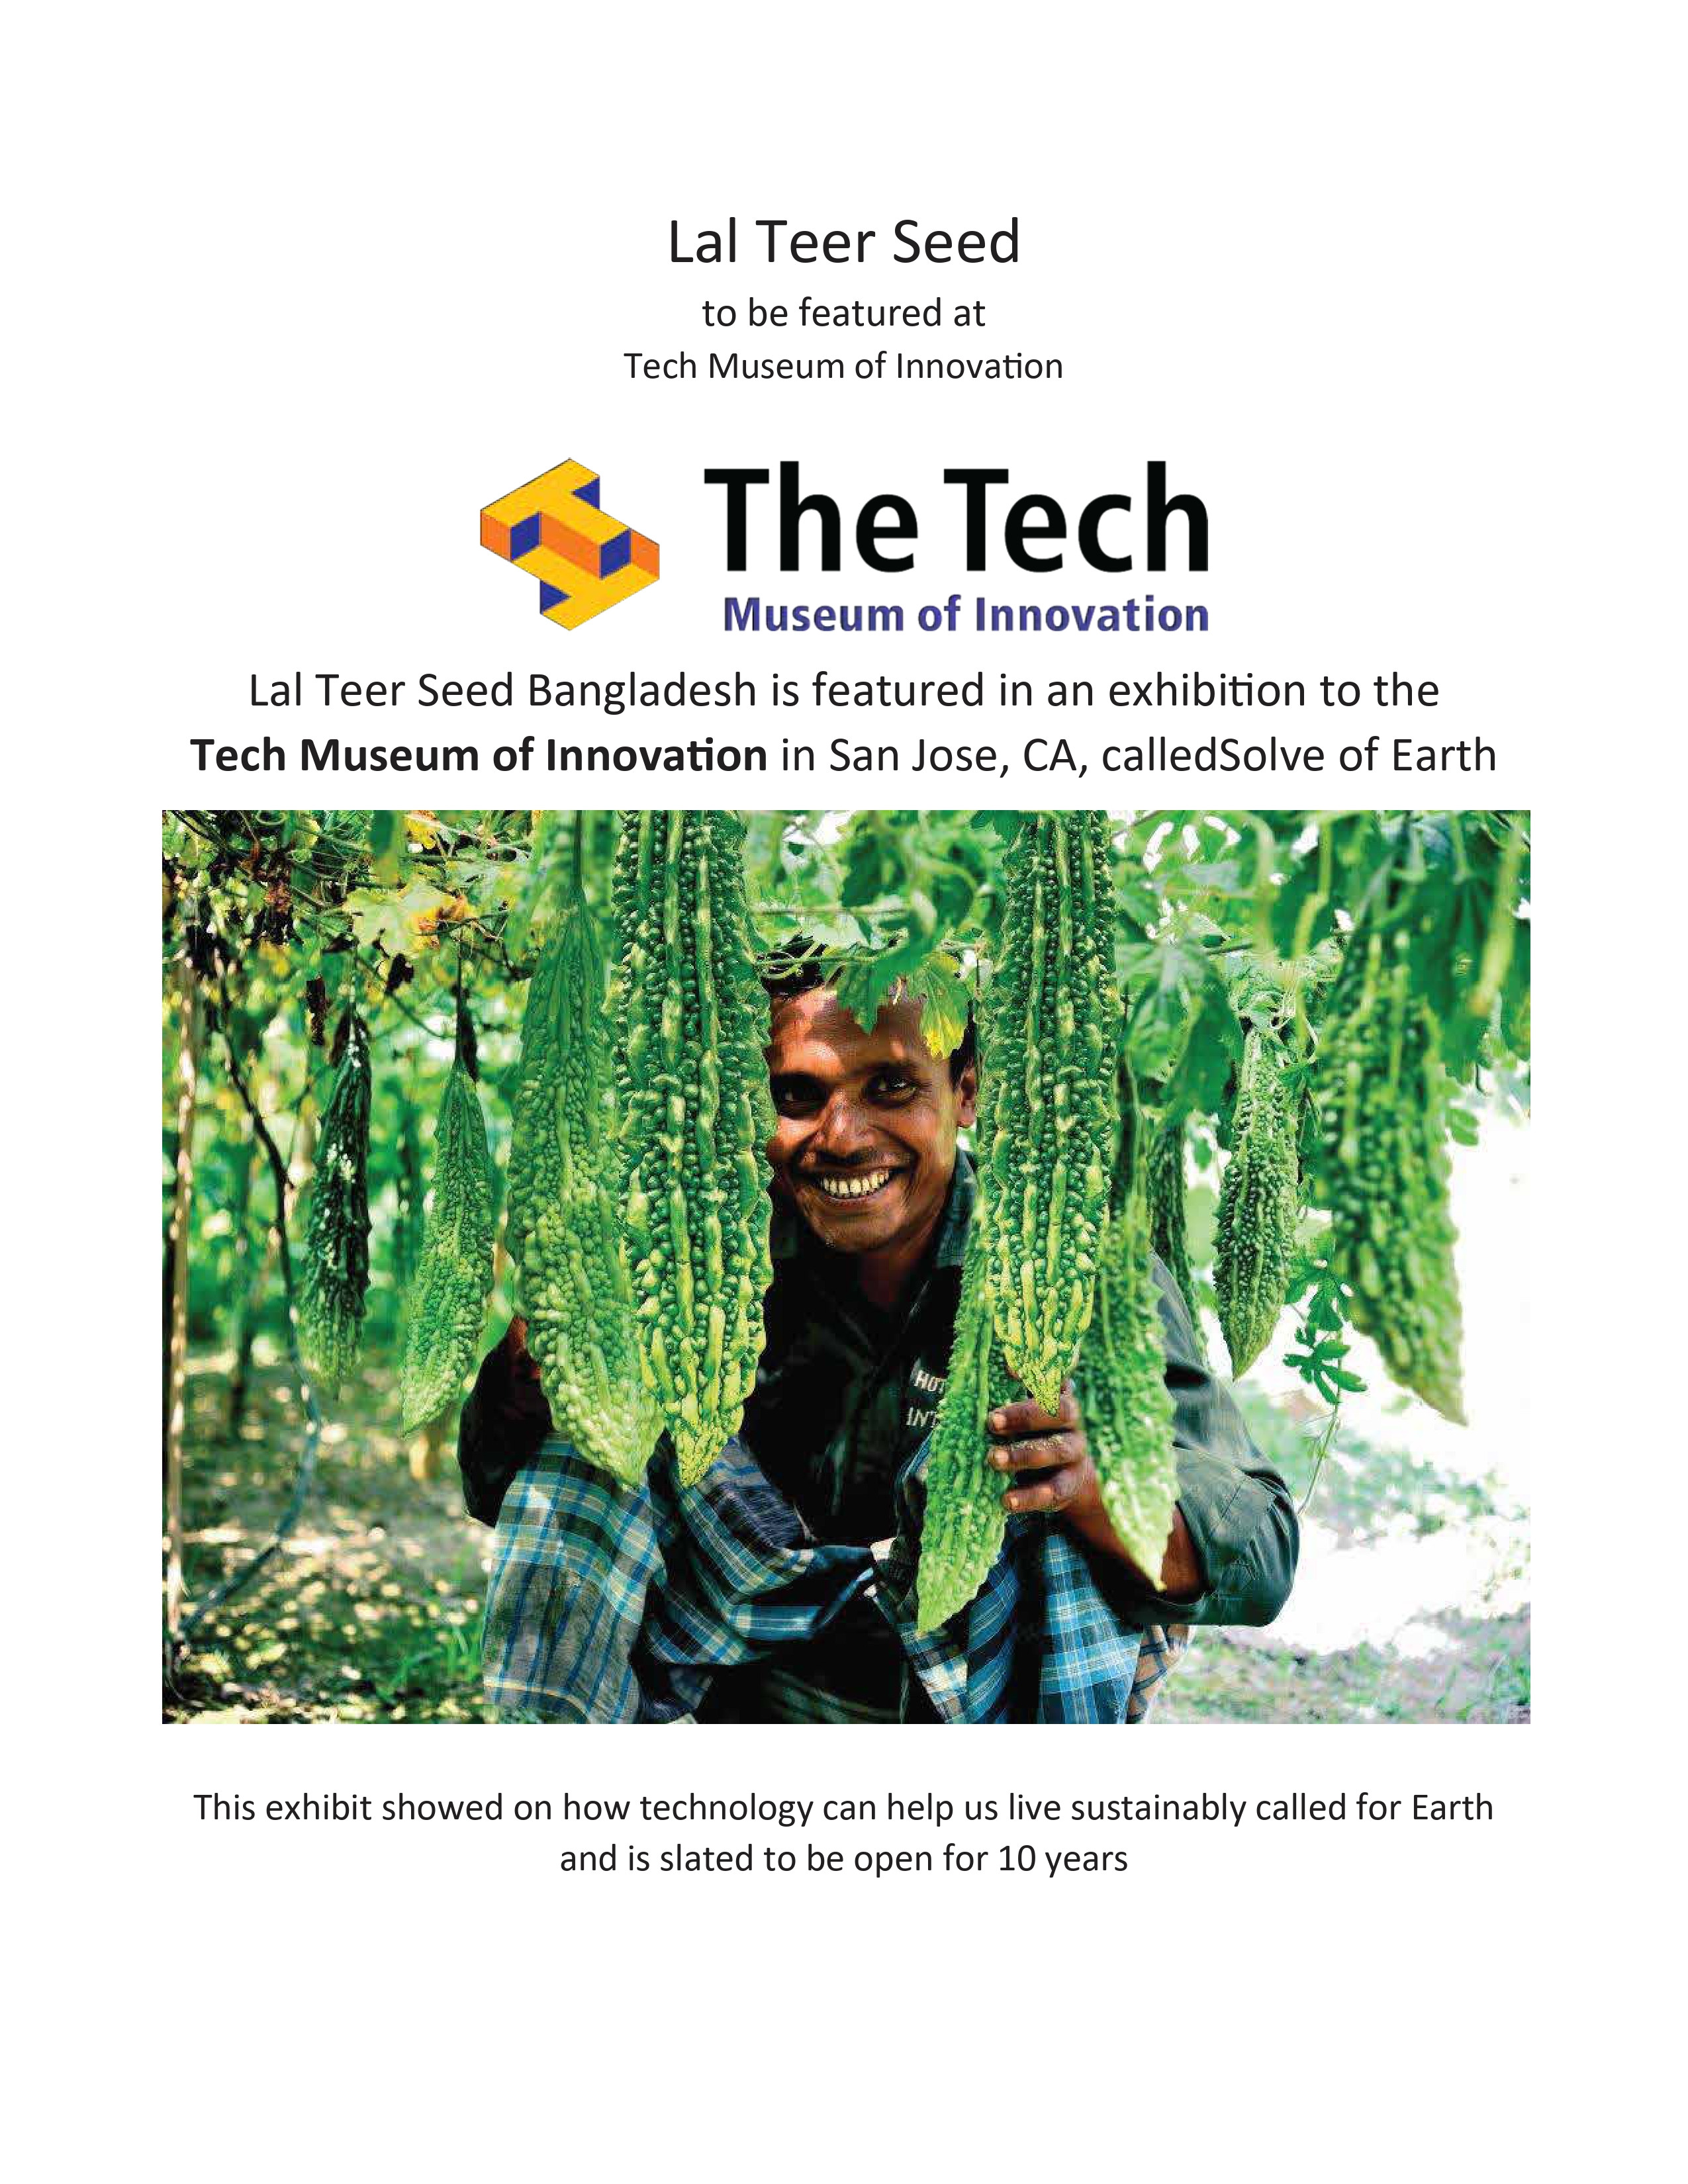 Lal Teer Seed
to be featured at
Tech Museum of Innovation
The Tech
Museum of Innovation
Lal Teer Seed Bangladesh is featured in an exhibition to the
Tech Museum of Innovation in San Jose, CA, calledSolve of Earth
HOT
INT
This exhibit showed on how technology can help us live sustainably called for Earth
and is slated to be open for 10 years